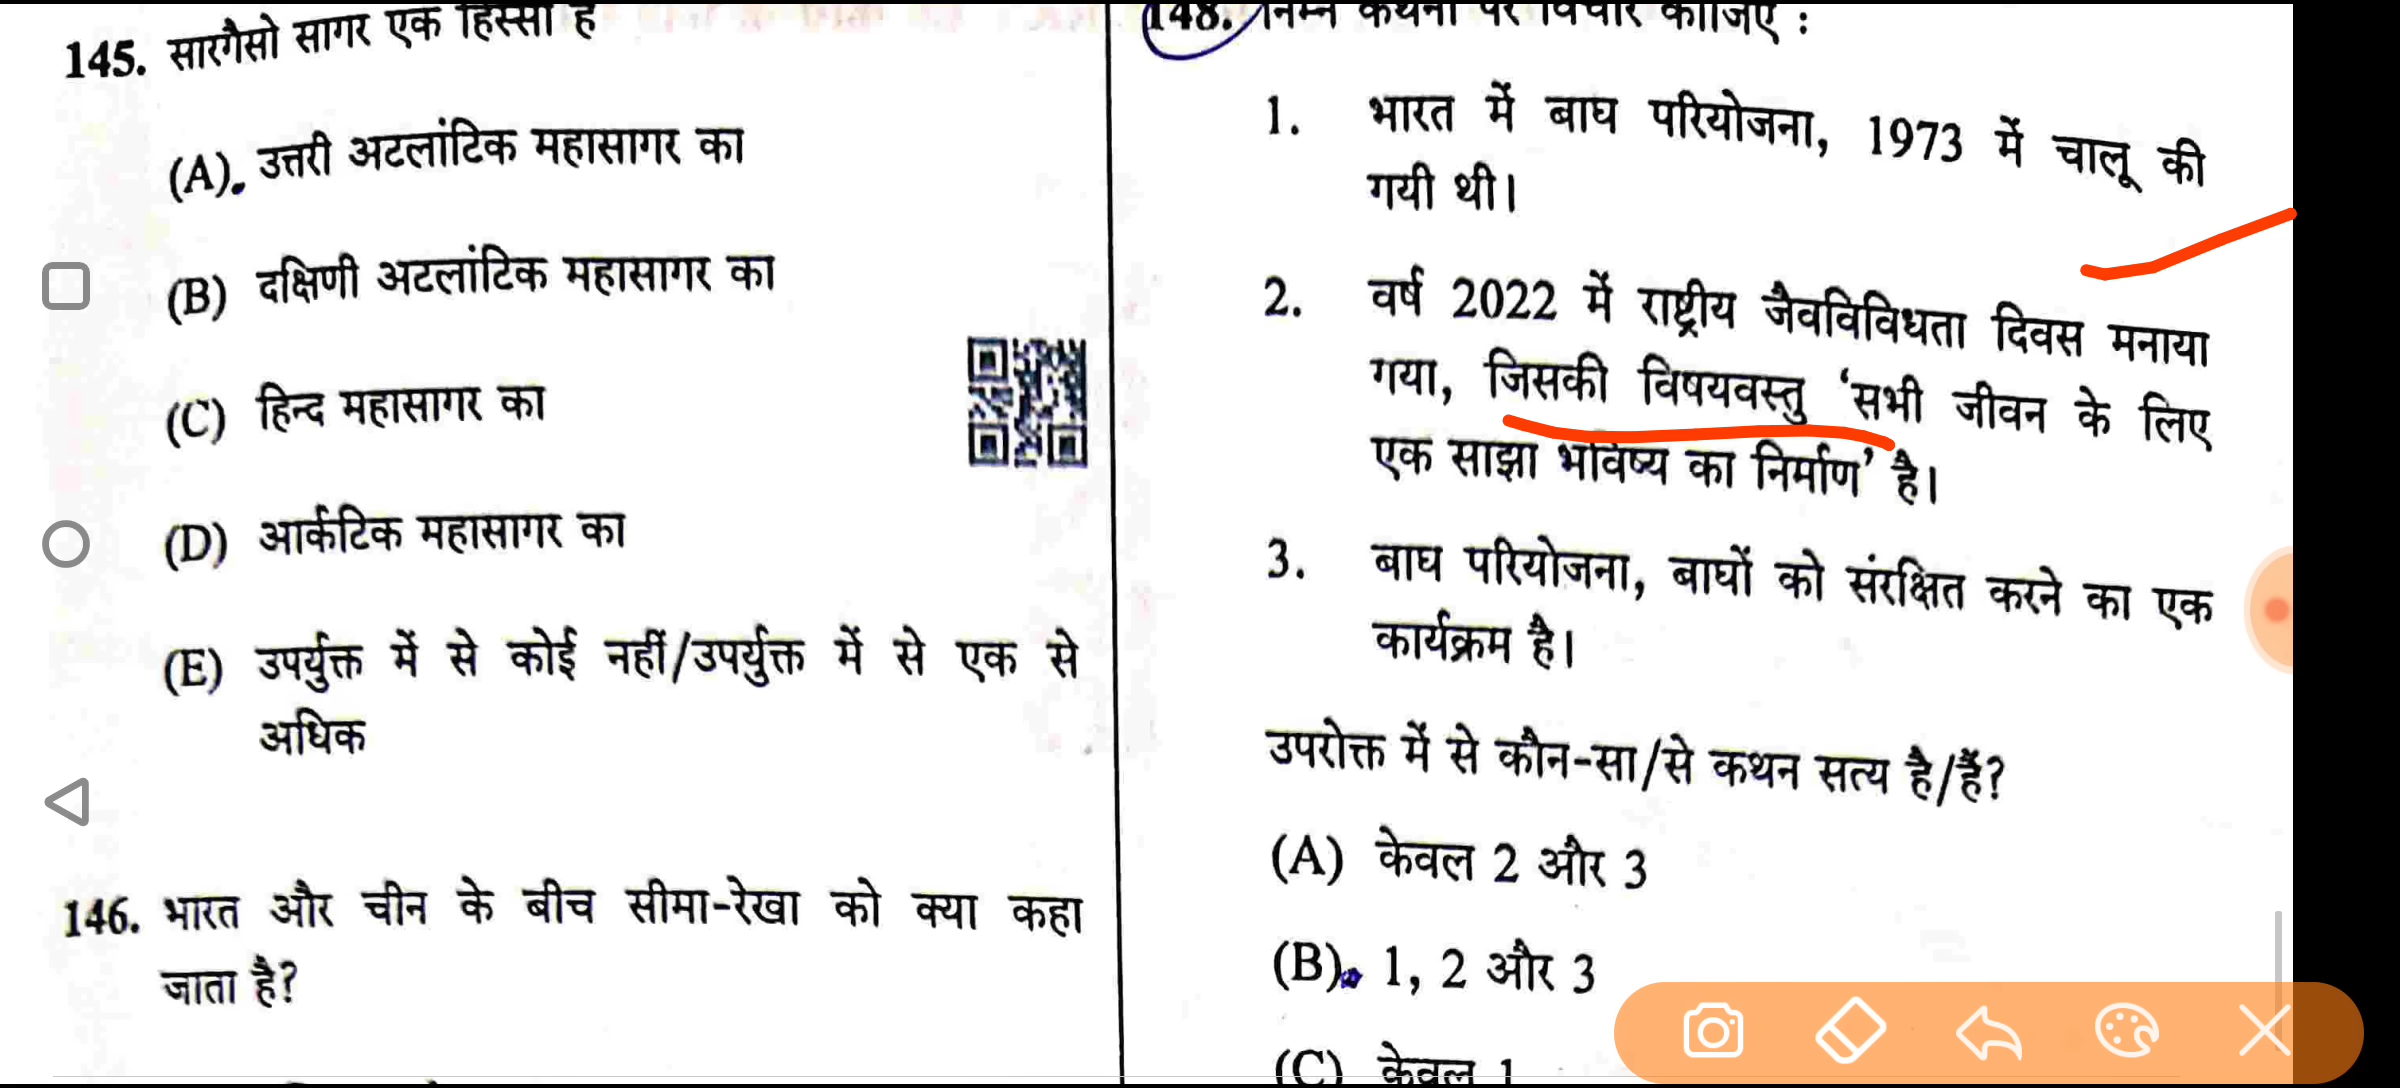 145. सारगैसो सागर एक हिस्सा है
(A). उत्तरी अटलांटिक महासागर का
(B) दक्षिणी अटलांटिक महासागर का
(C) हिन्द महासागर का
(D) आर्कटिक महासागर का
(E) उपर्युक्त में से कोई नहीं/उपर्युक्त में से एक से
अधिक
146. भारत और चीन के बीच सीमा-रेखा को क्या कहा
जाता है?
148. निम्न कथनों पर विचार कीजिए :
1. भारत में बाघ परियोजना, 1973 में चालू की
गयी थी।
2. वर्ष 2022 में राष्ट्रीय जैवविविधता दिवस मनाया
गया, जिसकी विषयवस्तु ‘सभी जीवन के लिए
एक साझा भविष्य का निर्माण’ है।
3. बाघ परियोजना, बाघों को संरक्षित करने का एक
कार्यक्रम है।
उपरोक्त में से कौन-सा/से कथन सत्य है/हैं?
(A) केवल 2 और 3
(B). 1, 2 और 3
(C) केवल 1